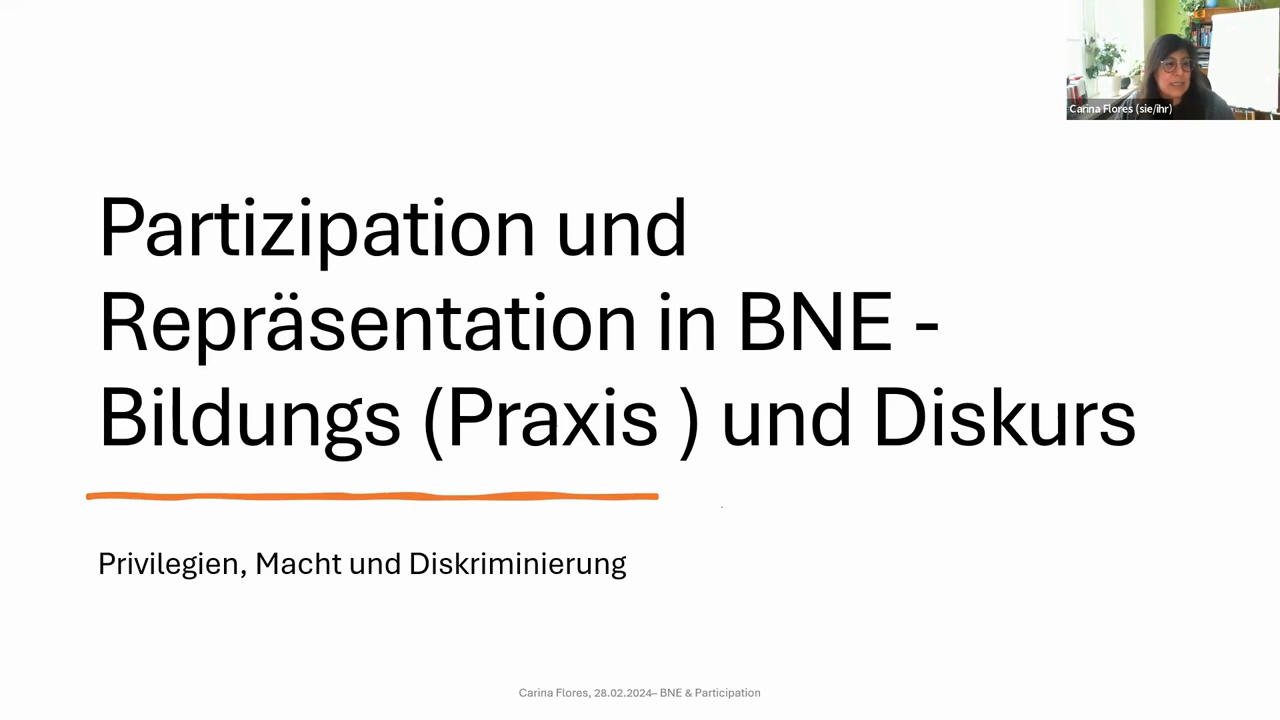 Carina Flores (sie/ihr)
Partizipation und
Repräsentation in BNE -
Bildungs (Praxis ) und Diskurs
Privilegien, Macht und Diskriminierung
Carina Flores, 28.02.2024– BNE & Participation